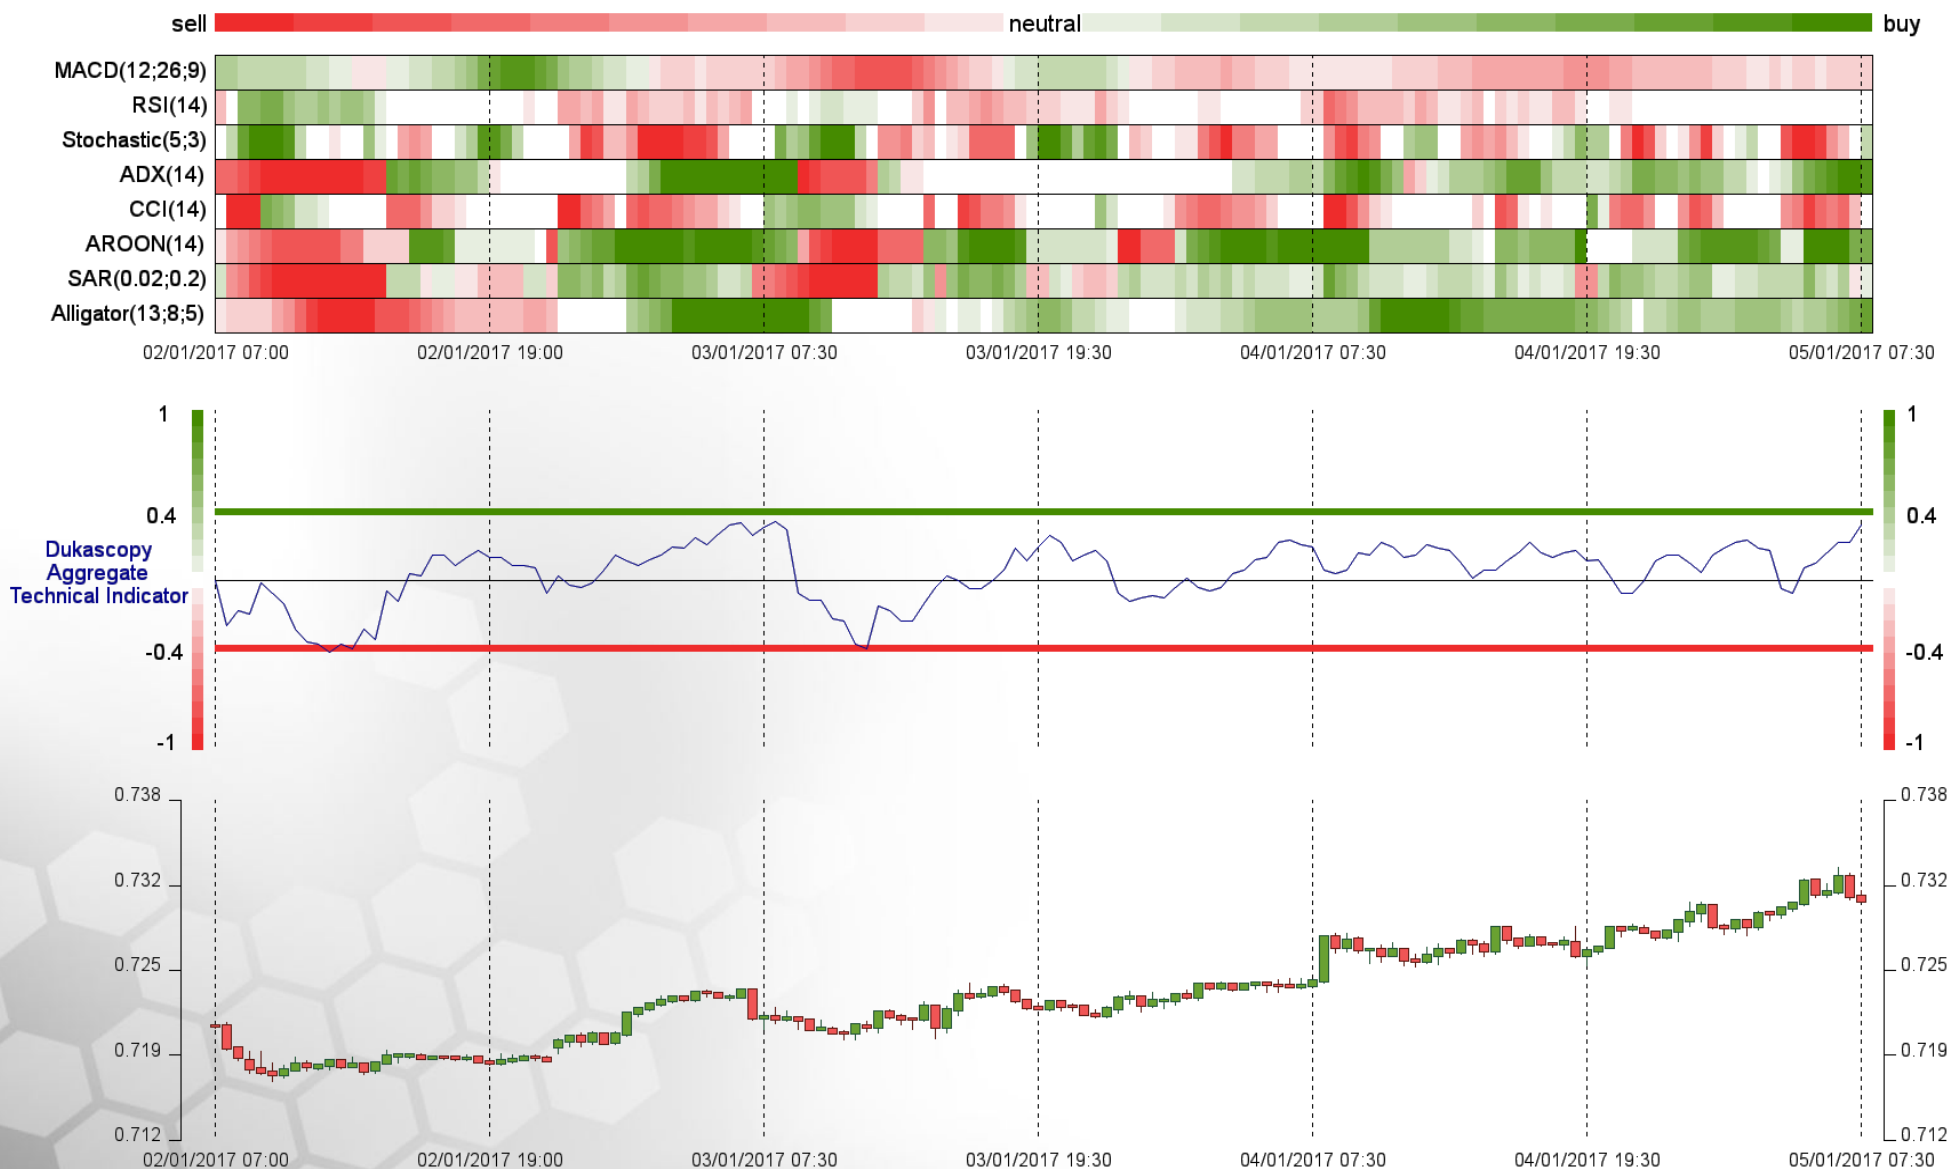 sell neutral buy
MACD(12;26;9)
RSI(14)
Stochastic(5;3)
ADX(14)
CCI(14)
AROON(14)
SAR(0.02;0.2)
Alligator(13;8;5)
02/01/2017 07:00 02/01/2017 19:00 03/01/2017 07:30 03/01/2017 19:30 04/01/2017 07:30 04/01/2017 19:30 05/01/2017 07:30
1 1
0.4 0.4
Dukascopy
Aggregate
Technical Indicator
-0.4 -0.4
-1 -1
0.738 0.738
0.732 0.732
0.725 0.725
0.719 0.719
0.712 0.712
02/01/2017 07:00 02/01/2017 19:00 03/01/2017 07:30 03/01/2017 19:30 04/01/2017 07:30 04/01/2017 19:30 05/01/2017 07:30